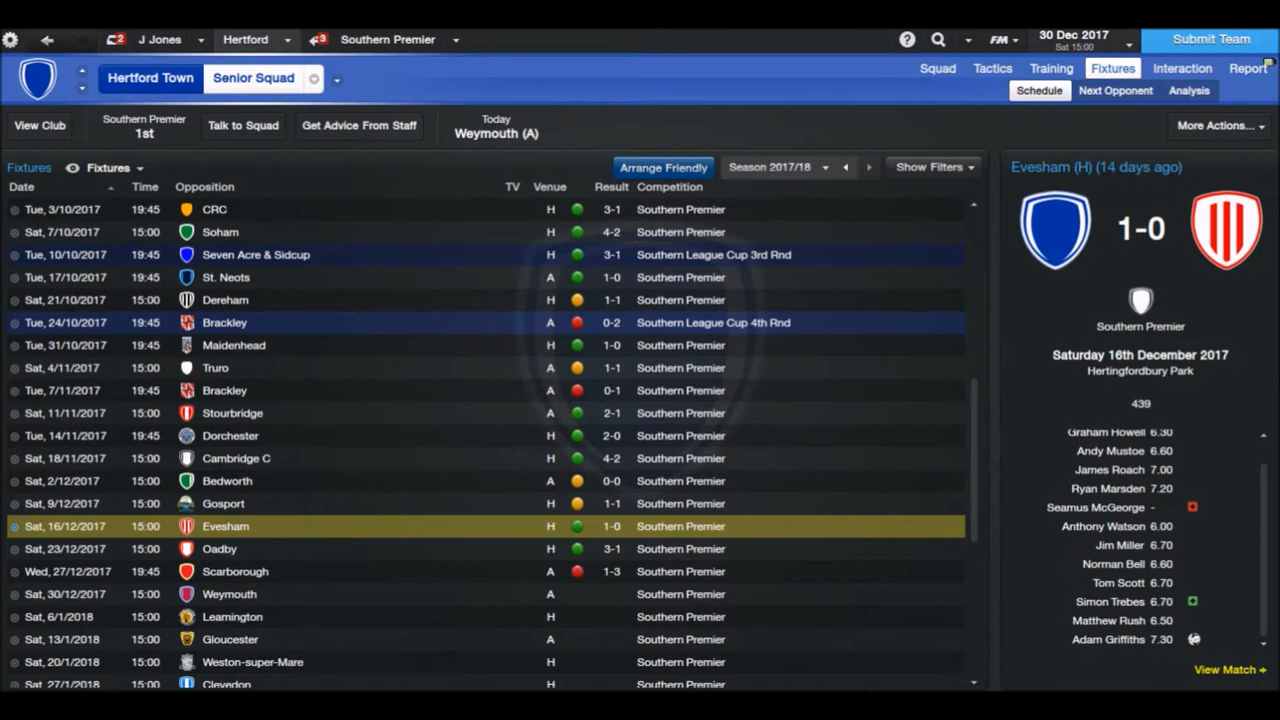 2 J Jones Hertford 3 Southern Premier ? FM 30 Dec 2017 Sat 15:00 Submit Team
Hertford Town Senior Squad Squad Tactics Training Fixtures Interaction Report
Schedule Next Opponent Analysis
View Club Southern Premier 1st Talk to Squad Get Advice From Staff Today Weymouth (A) More Actions...
Fixtures Fixtures Arrange Friendly Season 2017/18 Show Filters
Date Time Opposition TV Venue Result Competition
Tue, 3/10/2017 19:45 CRC H 3-1 Southern Premier
Sat, 7/10/2017 15:00 Soham H 4-2 Southern Premier
Tue, 10/10/2017 19:45 Seven Acre & Sidcup H 3-1 Southern League Cup 3rd Rnd
Tue, 17/10/2017 19:45 St. Neots A 1-0 Southern Premier
Sat, 21/10/2017 15:00 Dereham H 1-1 Southern Premier
Tue, 24/10/2017 19:45 Brackley A 0-2 Southern League Cup 4th Rnd
Tue, 31/10/2017 19:45 Maidenhead H 1-0 Southern Premier
Sat, 4/11/2017 15:00 Truro A 1-1 Southern Premier
Tue, 7/11/2017 19:45 Brackley A 0-1 Southern Premier
Sat, 11/11/2017 15:00 Stourbridge A 2-1 Southern Premier
Tue, 14/11/2017 19:45 Dorchester H 2-0 Southern Premier
Sat, 18/11/2017 15:00 Cambridge C H 4-2 Southern Premier
Sat, 2/12/2017 15:00 Bedworth A 0-0 Southern Premier
Sat, 9/12/2017 15:00 Gosport H 1-1 Southern Premier
Sat, 16/12/2017 15:00 Evesham H 1-0 Southern Premier
Sat, 23/12/2017 15:00 Oadby H 3-1 Southern Premier
Wed, 27/12/2017 19:45 Scarborough A 1-3 Southern Premier
Sat, 30/12/2017 15:00 Weymouth A Southern Premier
Sat, 6/1/2018 15:00 Leamington H Southern Premier
Sat, 13/1/2018 15:00 Gloucester A Southern Premier
Sat, 20/1/2018 15:00 Weston-super-Mare H Southern Premier
Sat, 27/1/2018 15:00 Clevedon H Southern Premier
Evesham (H) (14 days ago)
1-0
Southern Premier
Saturday 16th December 2017
Hertingfordbury Park
439
Graham Howell 6.30
Andy Mustoe 6.60
James Roach 7.00
Ryan Marsden 7.20
Seamus McGeorge -
Anthony Watson 6.00
Jim Miller 6.70
Norman Bell 6.60
Tom Scott 6.70
Simon Trebes 6.70
Matthew Rush 6.50
Adam Griffiths 7.30
View Match